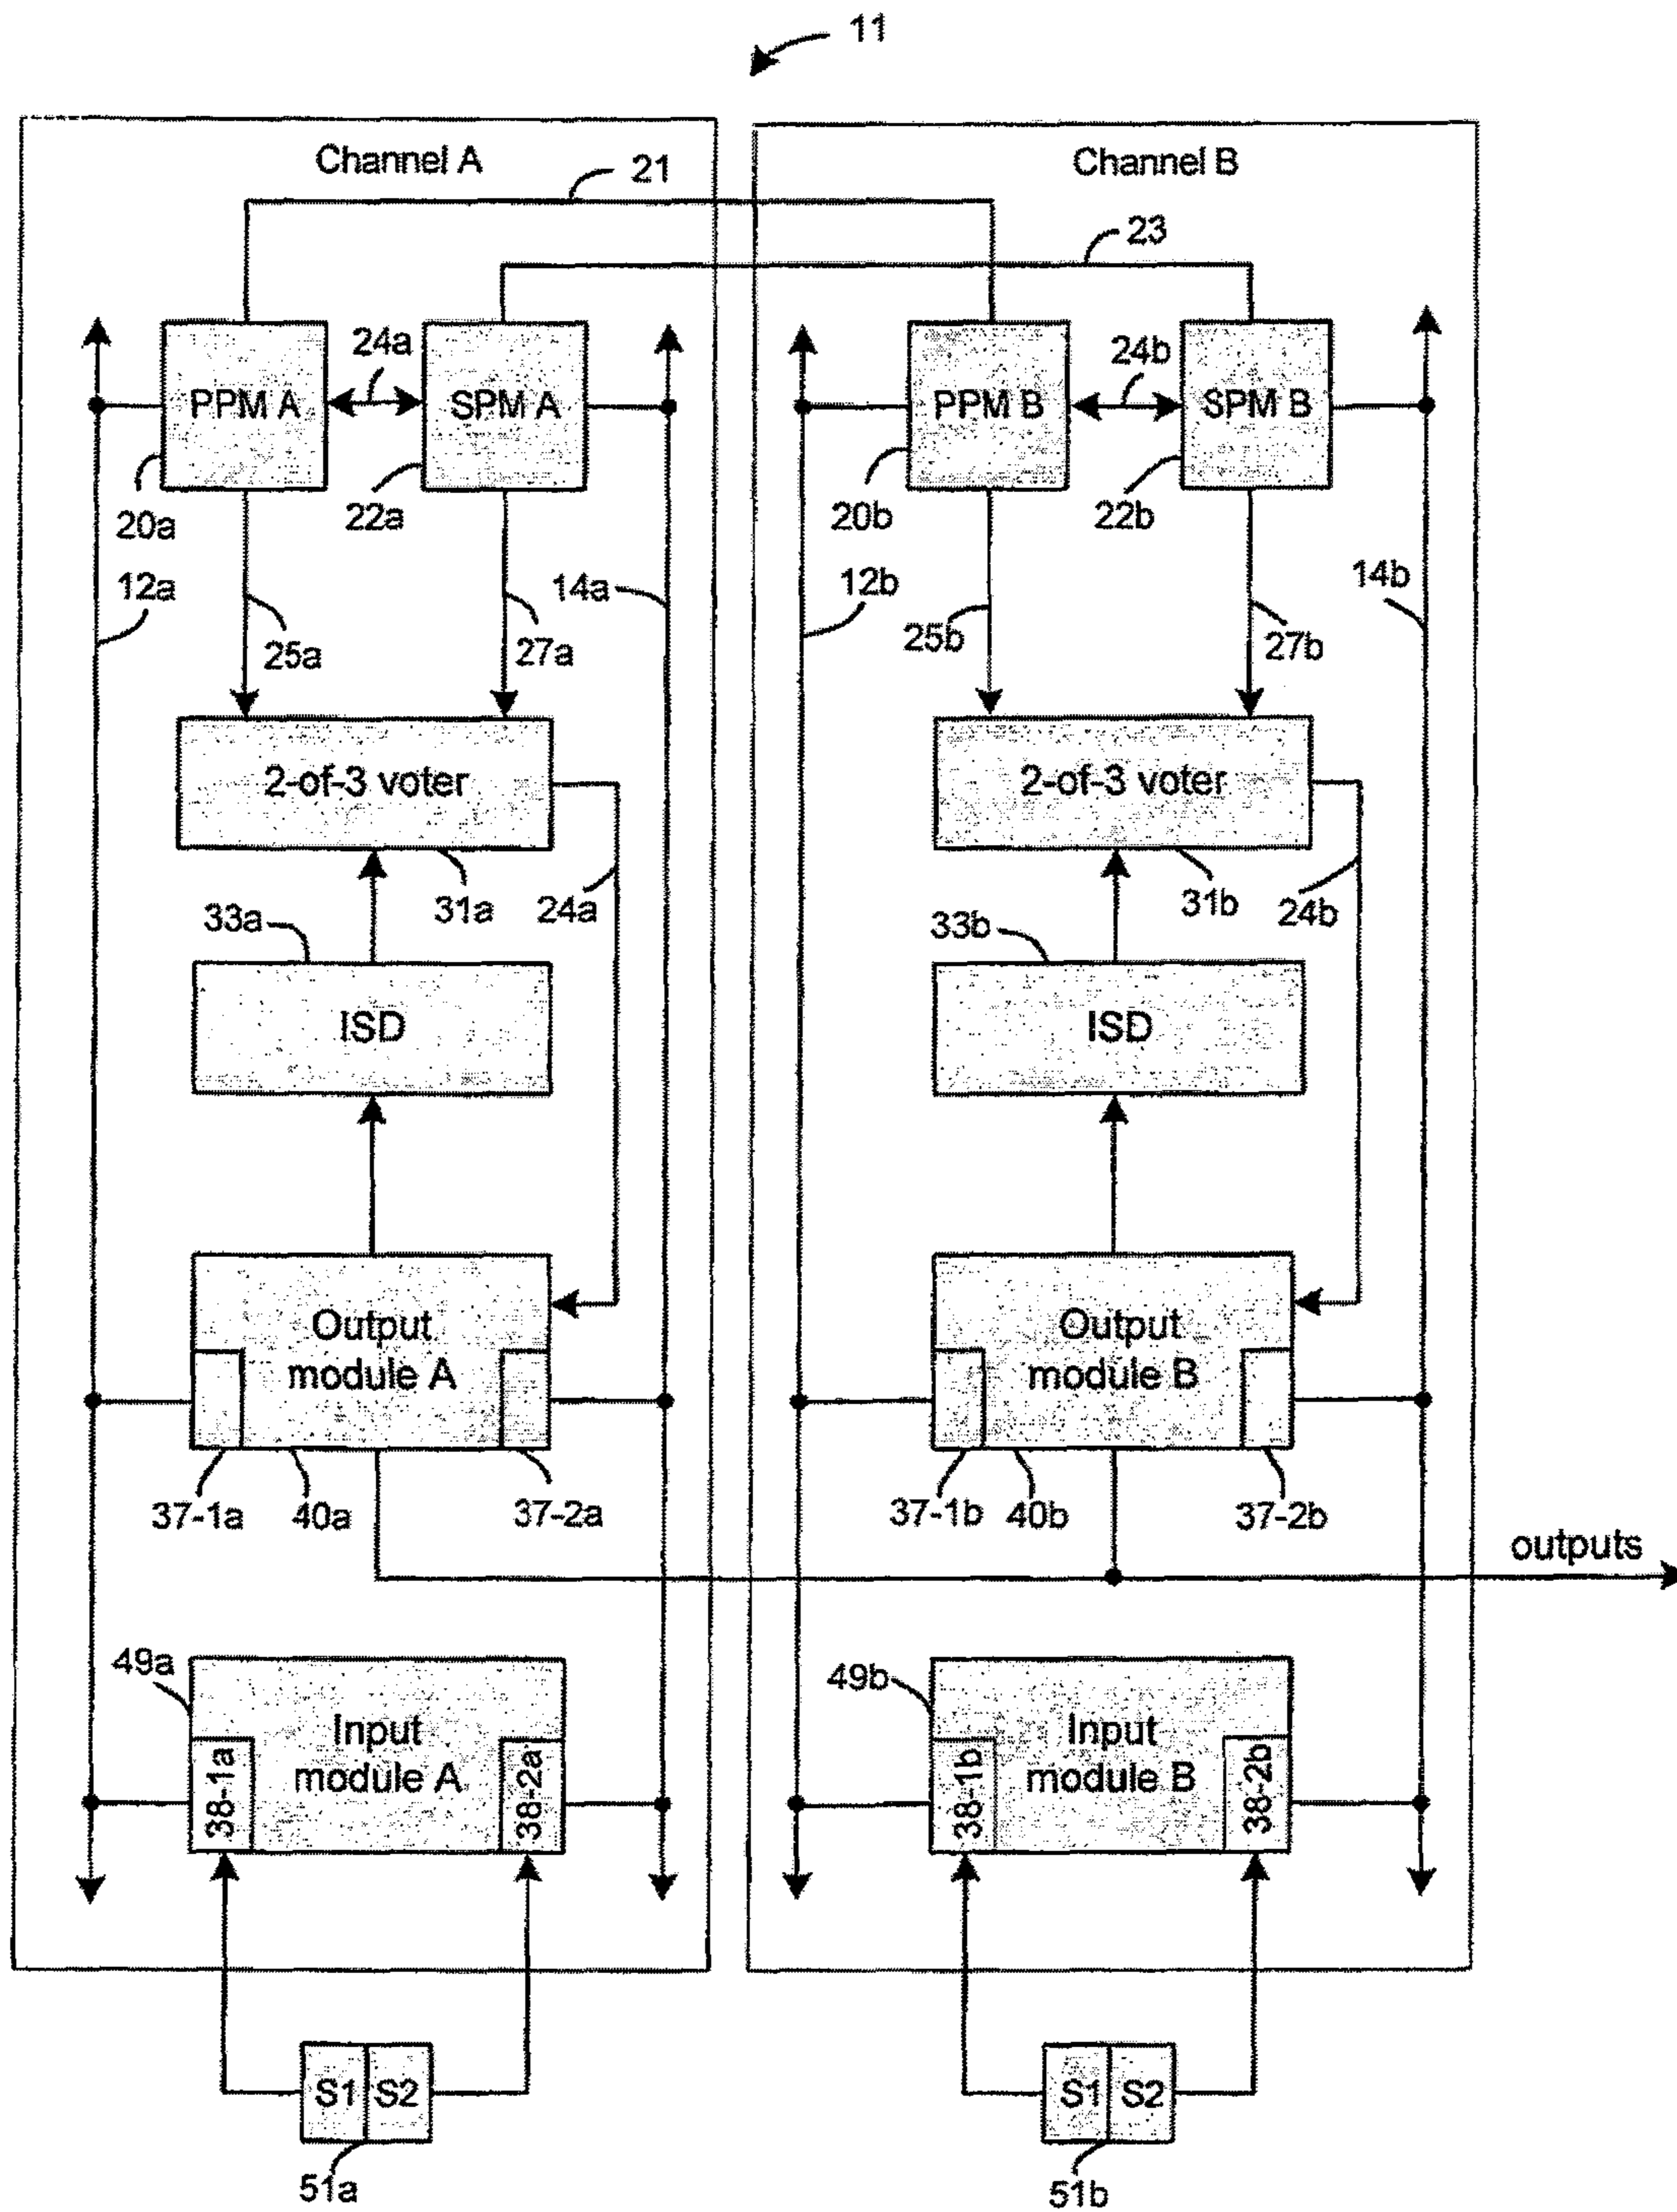 11
Channel A
Channel B
21
23
PPM A
24a
SPM A
PPM B
24b
SPM B
20a
22a
20b
22b
12a
14a
12b
14b
25a
27a
25b
27b
2-of-3 voter
2-of-3 voter
31a
24a
31b
24b
33a
33b
ISD
ISD
Output
module A
Output
module B
37-1a
40a
37-2a
37-1b
40b
37-2b
outputs
49a
49b
Input
module A
38-1a
38-2a
Input
module B
38-1b
38-2b
S1
S2
S1
S2
51a
51b